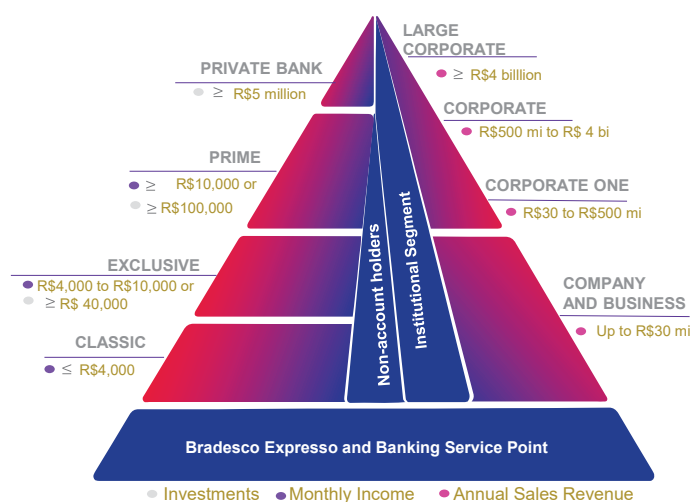 LARGE
CORPORATE
≥ R$4 billlion
PRIVATE BANK
≥ R$5 million
CORPORATE
R$500 mi to R$ 4 bi
PRIME
≥ R$10,000 or
≥ R$100,000
CORPORATE ONE
R$30 to R$500 mi
EXCLUSIVE
R$4,000 to R$10,000 or
≥ R$ 40,000
COMPANY
AND BUSINESS
Up to R$30 mi
CLASSIC
≤ R$4,000
Non-account holders
Institutional Segment
Bradesco Expresso and Banking Service Point
Investments Monthly Income Annual Sales Revenue